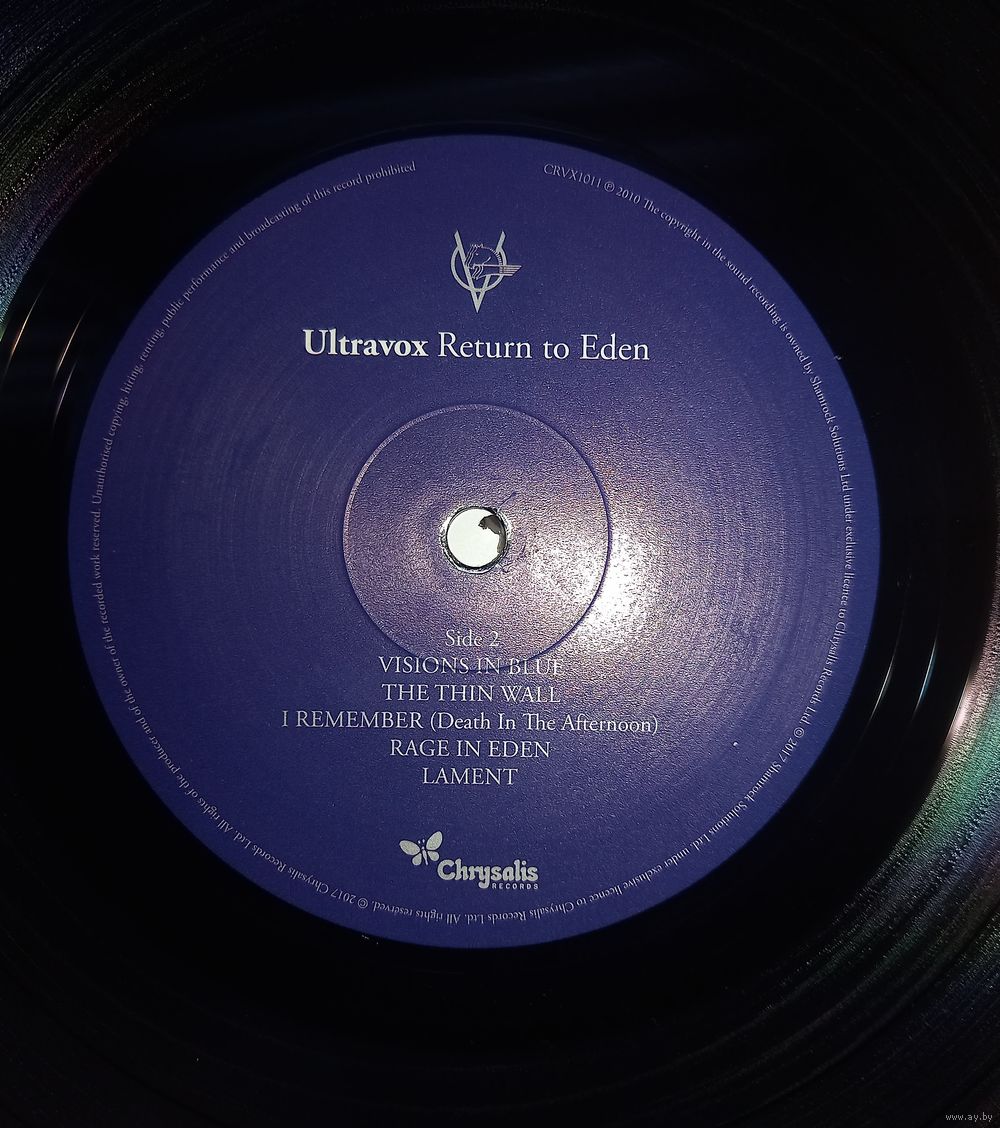 CRVX1011 ℗ 2010 The copyright in the sound recording is owned by Shamrock Solutions Ltd under exclusive licence to Chrysalis Records Ltd © 2017 Shamrock Solutions Ltd. under exclusive licence to Chrysalis Records Ltd. All rights reserved. © 2017 Chrysalis Records Ltd. All rights of the producer and of the owner of the recorded work reserved. Unauthorised copying, hiring, renting, public performance and broadcasting of this record prohibited
Ultravox Return to Eden
Side 2
VISIONS IN BLUE
THE THIN WALL
I REMEMBER (Death In The Afternoon)
RAGE IN EDEN
LAMENT
Chrysalis
RECORDS
www.ay.by